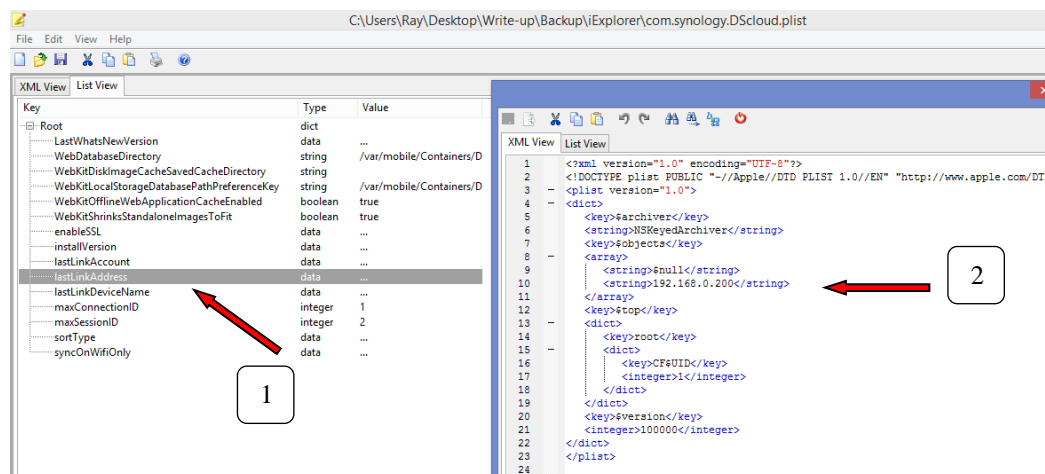 C:\Users\Ray\Desktop\Write-up\Backup\iExplorer\com.synology.DScloud.plist
File Edit View Help
XML View List View
Key Type Value
Root dict
LastWhatsNewVersion data ...
WebDatabaseDirectory string /var/mobile/Containers/D
WebKitDiskImageCacheSavedCacheDirectory string
WebKitLocalStorageDatabasePathPreferenceKey string /var/mobile/Containers/D
WebKitOfflineWebApplicationCacheEnabled boolean true
WebKitShrinksStandaloneImagesToFit boolean true
enableSSL data ...
installVersion data ...
lastLinkAccount data ...
lastLinkAddress data ...
lastLinkDeviceName data ...
maxConnectionID integer 1
maxSessionID integer 2
sortType data ...
syncOnWifiOnly data ...
1
XML View List View
1 <?xml version="1.0" encoding="UTF-8"?>
2 <!DOCTYPE plist PUBLIC "-//Apple//DTD PLIST 1.0//EN" "http://www.apple.com/DT
3 <plist version="1.0">
4 <dict>
5 <key>$archiver</key>
6 <string>NSKeyedArchiver</string>
7 <key>$objects</key>
8 <array>
9 <string>$null</string>
10 <string>192.168.0.200</string>
11 </array>
12 <key>$top</key>
13 <dict>
14 <key>root</key>
15 <dict>
16 <key>CF$UID</key>
17 <integer>1</integer>
18 </dict>
19 </dict>
20 <key>$version</key>
21 <integer>100000</integer>
22 </dict>
23 </plist>
24
2